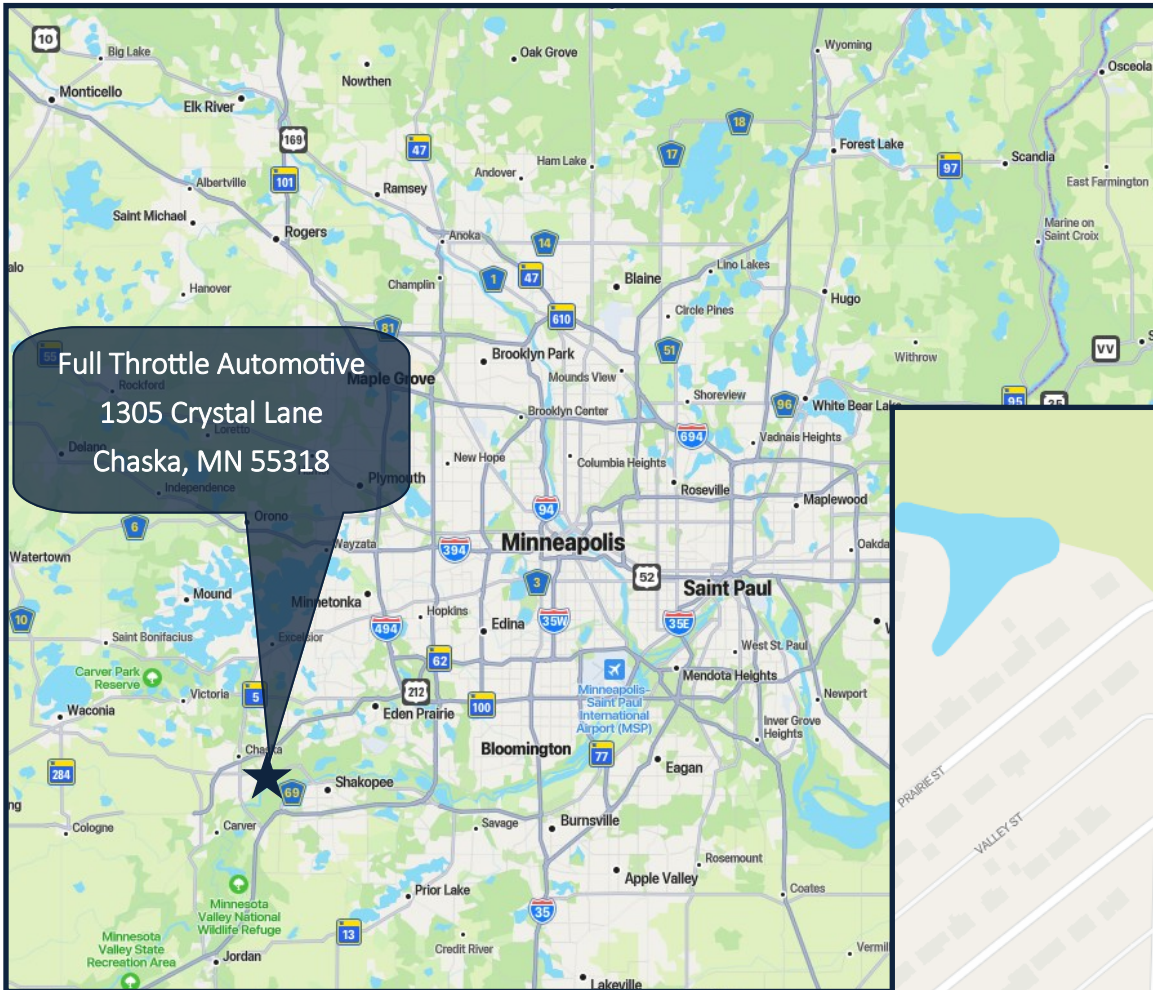 10
Big Lake
Oak Grove
Wyoming
Osceola
Nowthen
Monticello
Elk River
169
47
18
17
Forest Lake
97
Scandia
Ham Lake
Andover
101
Albertville
Ramsey
East Farmington
Saint Michael
Rogers
Anoka
14
Marine on
Saint Croix
alo
Hanover
Champlin
1
47
Blaine
Lino Lakes
Hugo
Circle Pines
610
81
51
Withrow
VV
S
55
Full Throttle Automotive
1305 Crystal Lane
Chaska, MN 55318
Rockford
Loretto
Delano
Independence
Maple Grove
Brooklyn Park
Mounds View
Shoreview
96
White Bear Lake
95
35
Brooklyn Center
694
Vadnais Heights
New Hope
Columbia Heights
Plymouth
Roseville
Maplewood
94
Orono
6
Wayzata
394
Minneapolis
Oakda
Watertown
3
52
Saint Paul
Mound
Minnetonka
10
Hopkins
494
Edina
35W
35E
Saint Bonifacius
Excelsior
62
West St. Paul
Carver Park
Reserve
Mendota Heights
Victoria
5
212
100
Minneapolis-
Saint Paul
International
Airport (MSP)
Newport
Waconia
Eden Prairie
Inver Grove
Heights
Bloomington
77
Chaska
284
Eagan
69
Shakopee
ng
Cologne
Carver
Savage
Burnsville
Rosemount
Apple Valley
Coates
Prior Lake
Minnesota
Valley National
Wildlife Refuge
35
13
Minnesota
Valley State
Recreation Area
Jordan
Credit River
Vermil
Lakeville
PRAIRIE ST
VALLEY ST